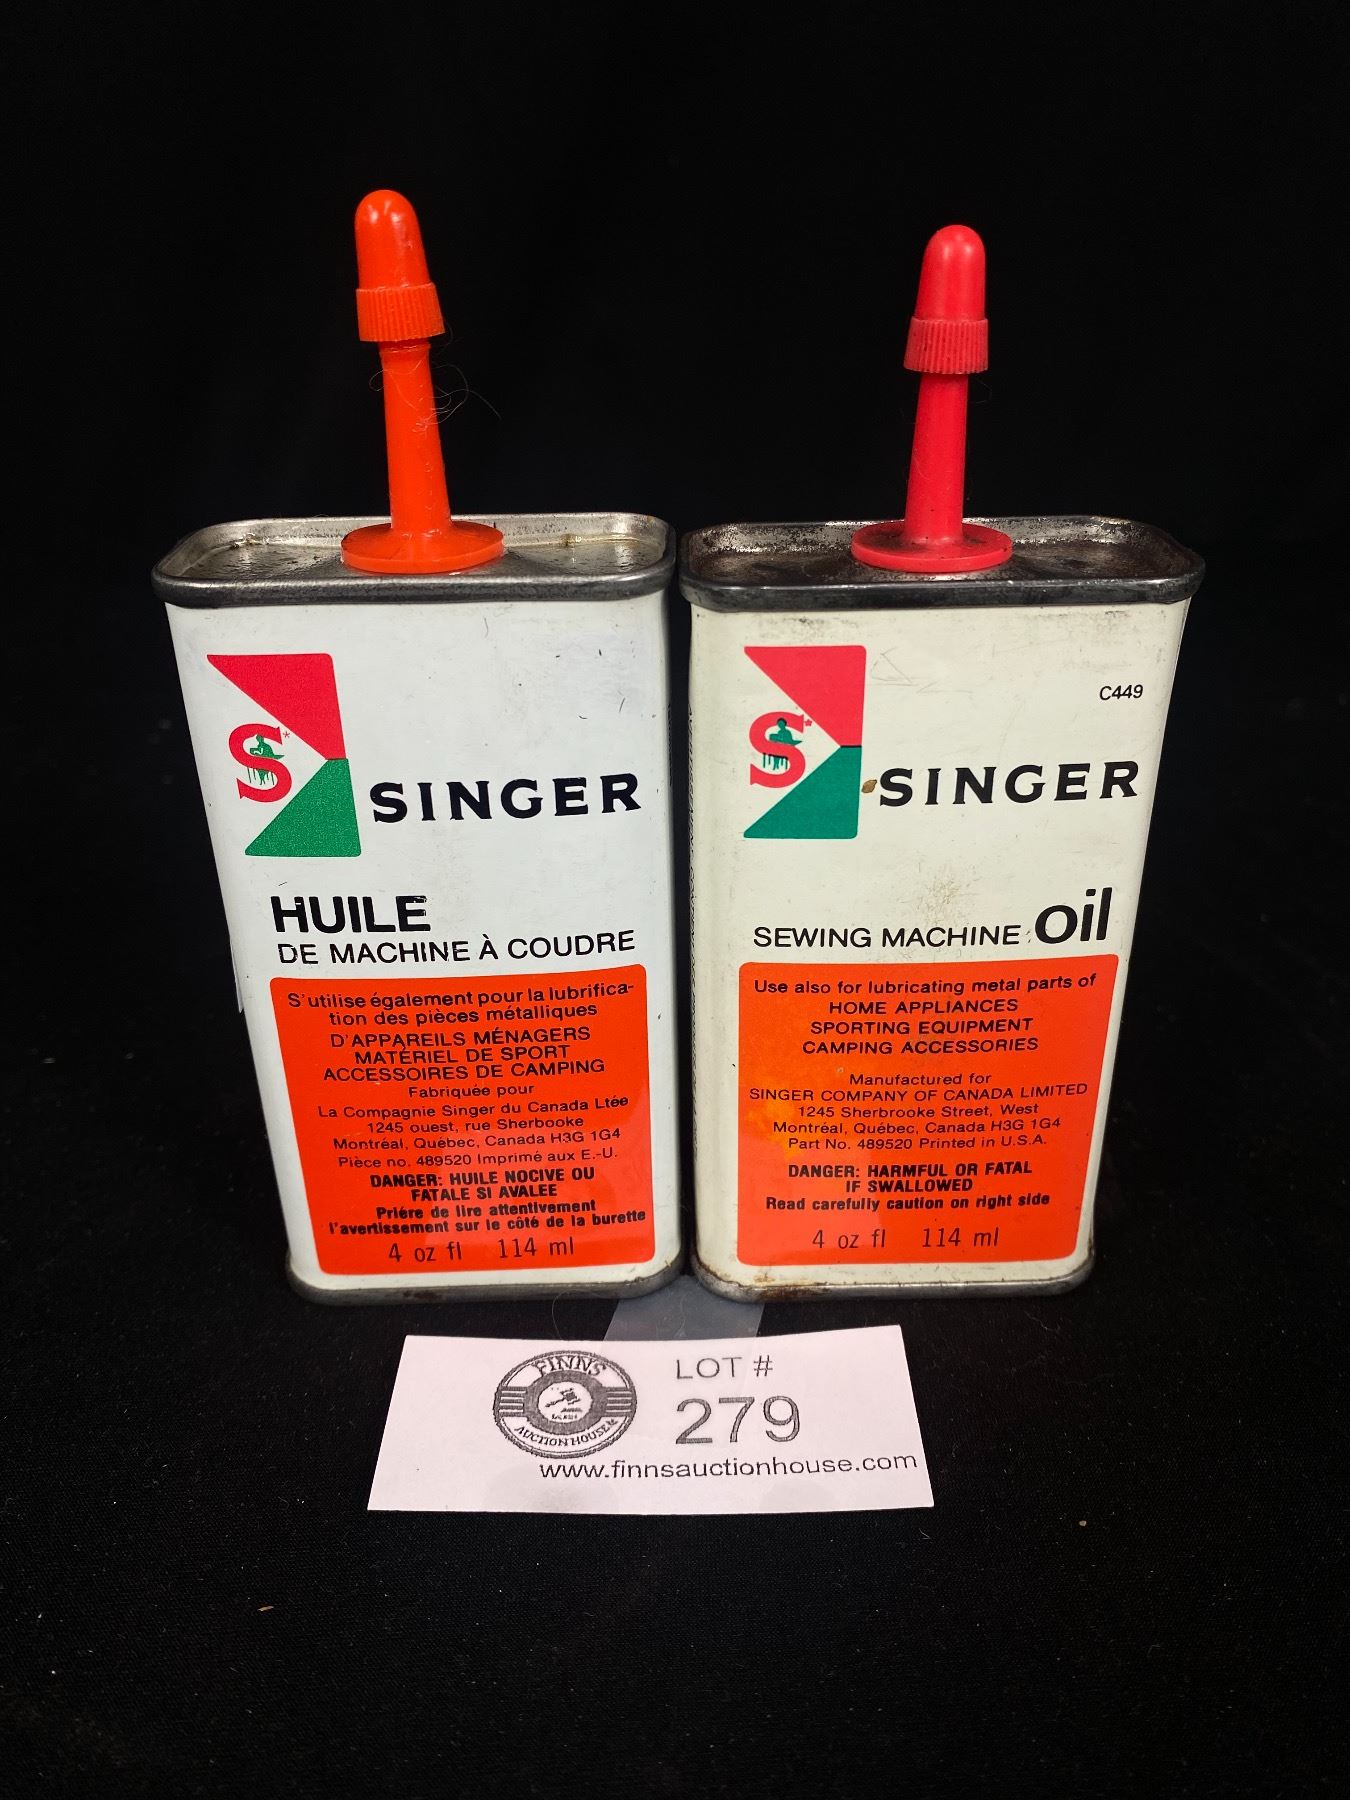 S*
SINGER
HUILE
DE MACHINE À COUDRE
S'utilise également pour la lubrifica-
tion des pièces métalliques
D'APPAREILS MÉNAGERS
MATÉRIEL DE SPORT
ACCESSOIRES DE CAMPING
Fabriquée pour
La Compagnie Singer du Canada Ltée
1245 ouest, rue Sherbooke
Montréal, Québec, Canada H3G 1G4
Pièce no. 489520 Imprimé aux E.-U.
DANGER: HUILE NOCIVE OU
FATALE SI AVALEE
Priére de lire attentivement
l'avertissement sur le côté de la burette
4 oz fl 114 ml
C449
S*
SINGER
SEWING MACHINE oil
Use also for lubricating metal parts of
HOME APPLIANCES
SPORTING EQUIPMENT
CAMPING ACCESSORIES
Manufactured for
SINGER COMPANY OF CANADA LIMITED
1245 Sherbrooke Street, West
Montréal, Québec, Canada H3G 1G4
Part No. 489520 Printed in U.S.A.
DANGER: HARMFUL OR FATAL
IF SWALLOWED
Read carefully caution on right side
4 oz fl 114 ml
FINNS
AUCTION HOUSE
LOT #
279
www.finnsauctionhouse.com